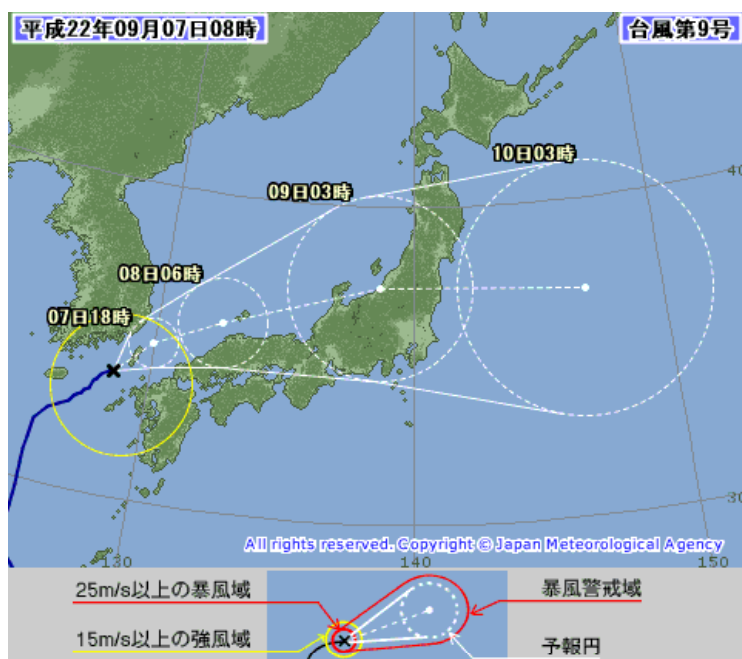 平成22年09月07日08時
台風第9号
10日03時
40
09日03時
08日06時
07日18時
30
All rights reserved. Copyright © Japan Meteorological Agency
130
140
150
25m/s以上の暴風域
暴風警戒域
15m/s以上の強風域
予報円